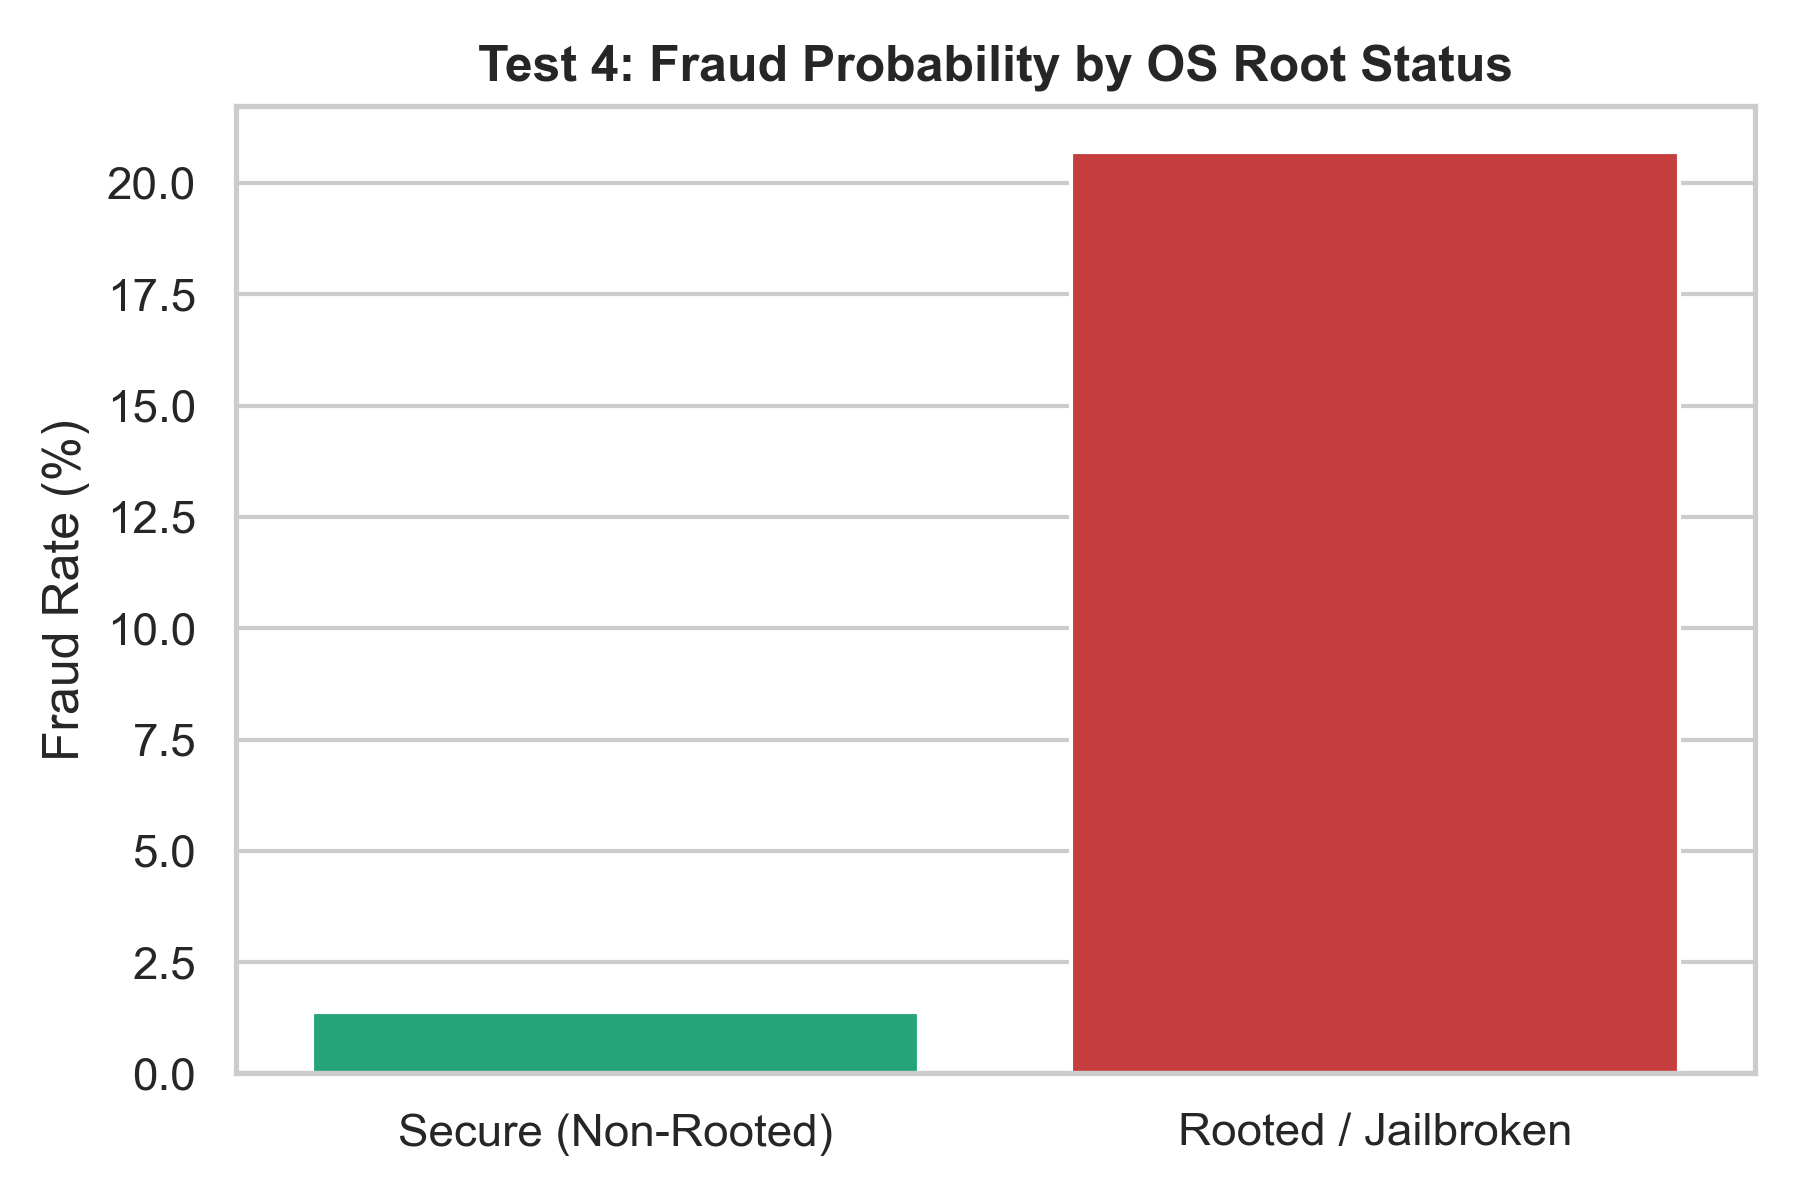 Test 4: Fraud Probability by OS Root Status
Fraud Rate (%)
20.0
17.5
15.0
12.5
10.0
7.5
5.0
2.5
0.0
Secure (Non-Rooted)
Rooted / Jailbroken